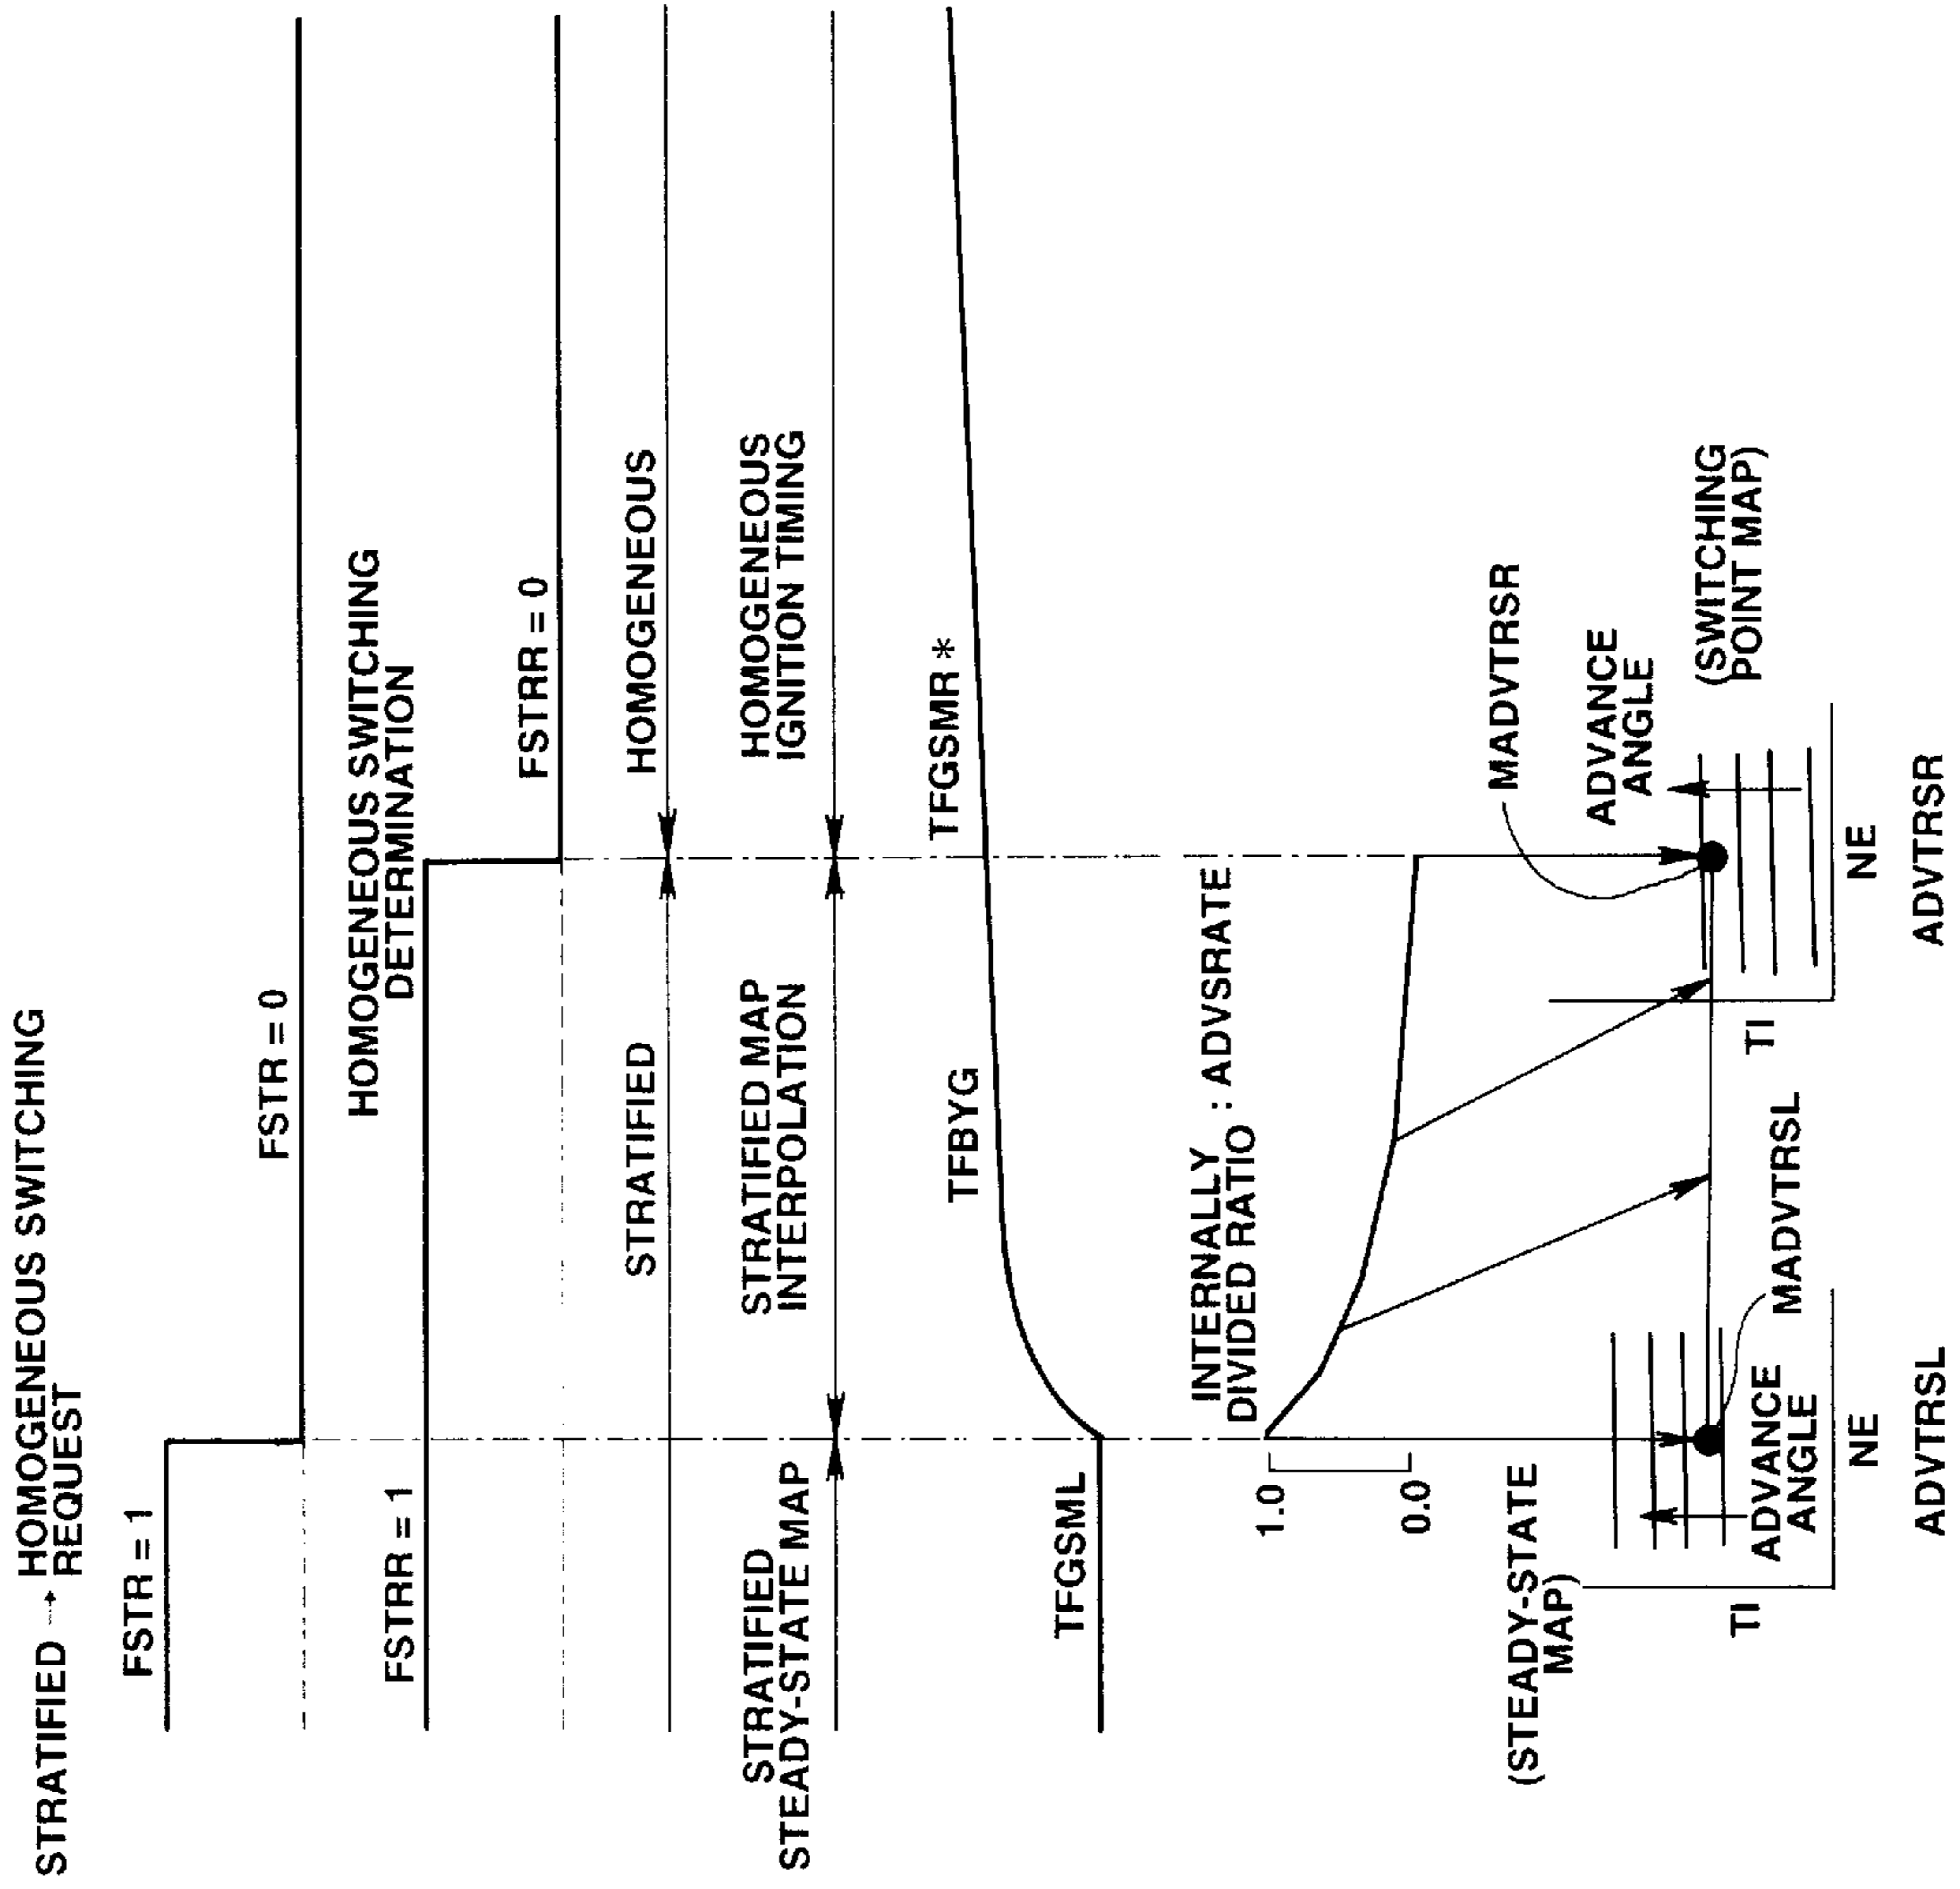 STRATIFIED → HOMOGENEOUS SWITCHING
REQUEST
FSTR = 1
FSTR = 0
HOMOGENEOUS SWITCHING
DETERMINATION
FSTRR = 1
FSTRR = 0
STRATIFIED
HOMOGENEOUS
STRATIFIED
STEADY-STATE MAP
STRATIFIED MAP
INTERPOLATION
HOMOGENEOUS
IGNITION TIMING
TFGSML
TFBYG
TFGSMR *
INTERNALLY
DIVIDED RATIO : ADVSRATE
1.0
0.0
(STEADY-STATE
MAP)
TI
ADVANCE
ANGLE
NE
ADVTRSL
MADVTRSL
MADVTRSR
ADVANCE
ANGLE
(SWITCHING
POINT MAP)
TI
NE
ADVTRSR